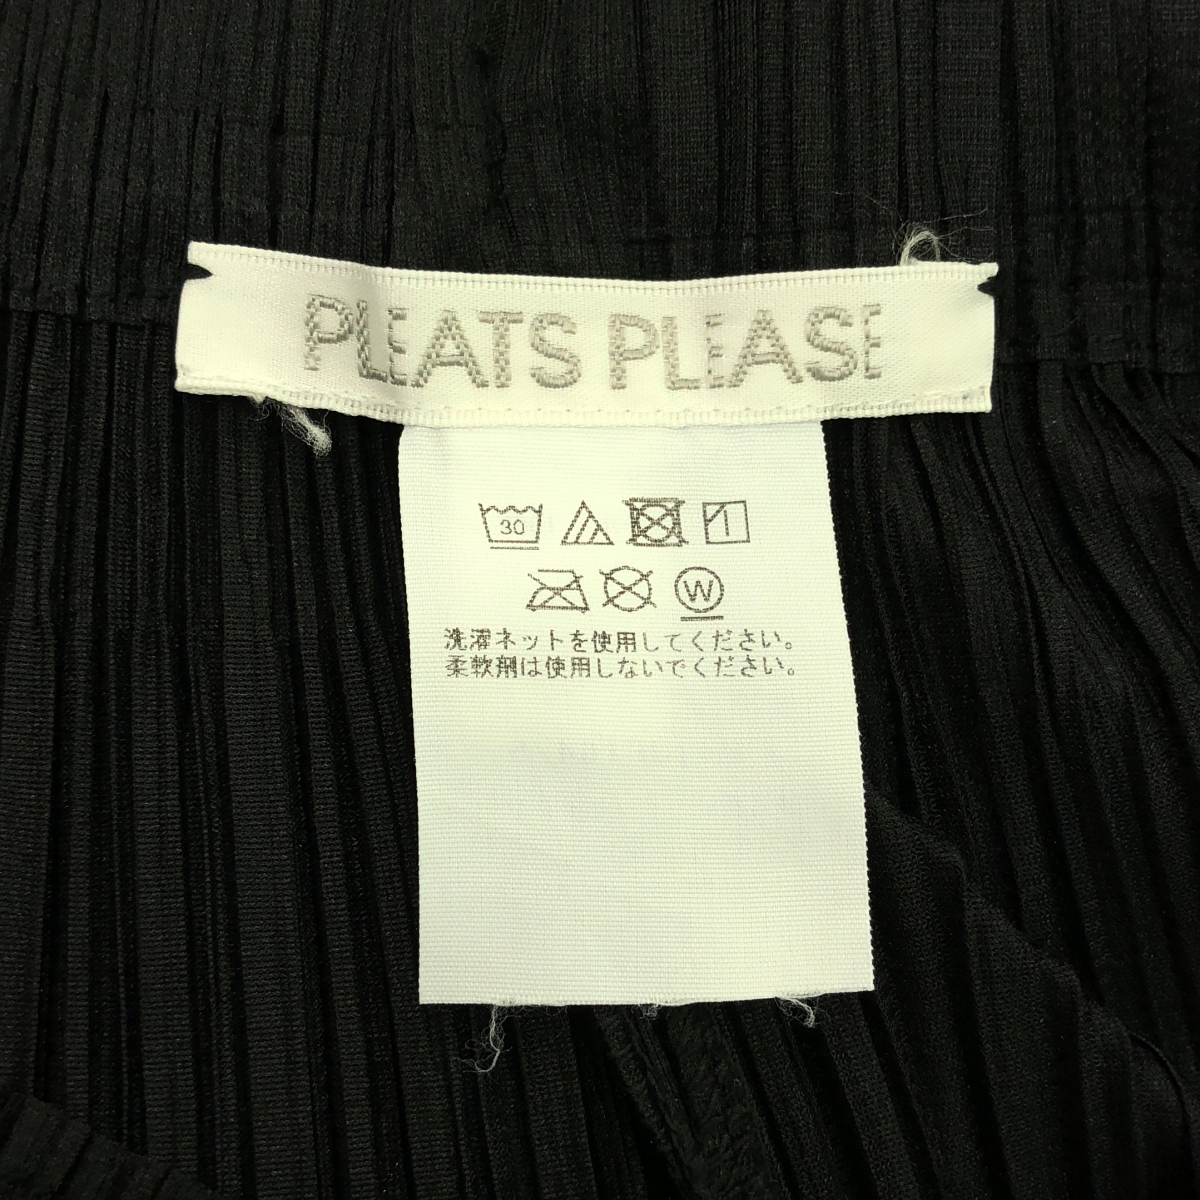 PLEATS PLEASE
30
W
洗濯ネットを使用してください。
柔軟剤は使用しないでください。